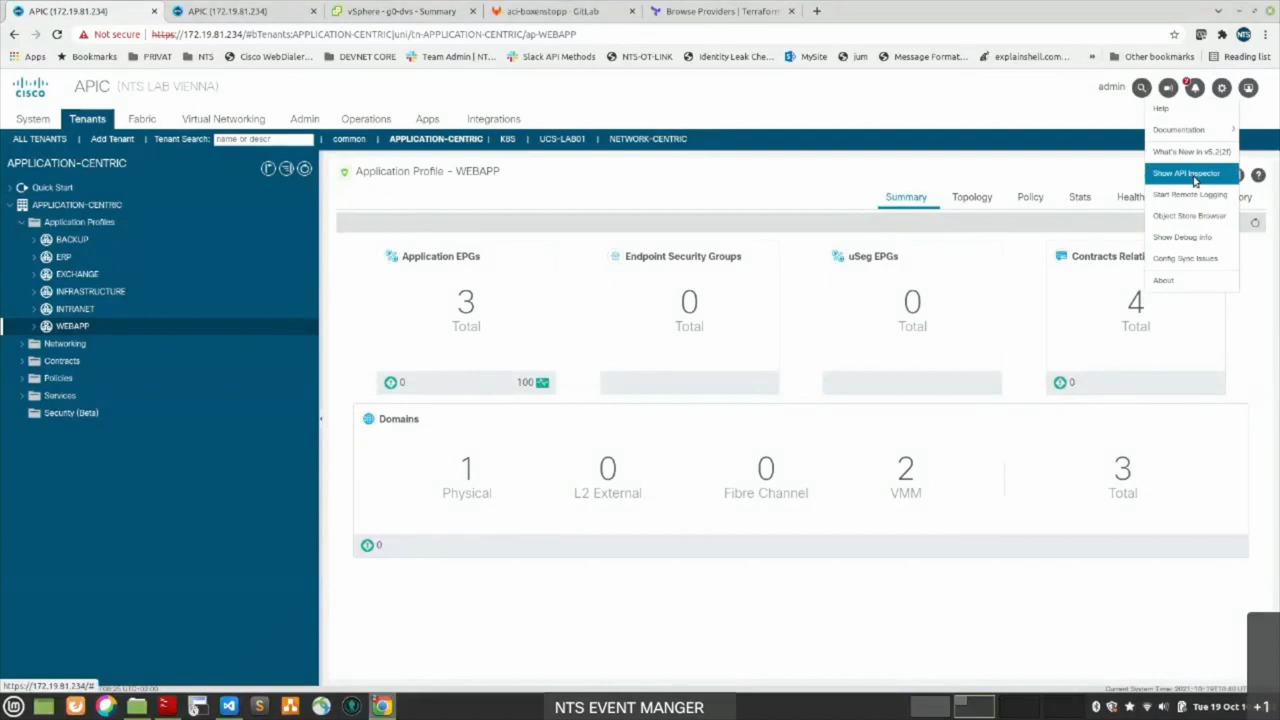 APIC (172.19.81.234)
APIC (172.19.81.234)
vSphere - g0-dvs - Summary
aci-boxenstopp · GitLab
Browse Providers | Terraform
Not secure
https://172.19.81.234/#bTenants:APPLICATION-CENTRIC|uni/tn-APPLICATION-CENTRIC/ap-WEBAPP
NTS
Apps
Bookmarks
PRIVAT
NTS
Cisco WebDialer...
DEVNET CORE
Team Admin | NT...
Slack API Methods
NTS-OT-LINK
Identity Leak Che...
MySite
jum
Message Format...
explainshell.com...
»
Other bookmarks
Reading list
CISCO
APIC (NTS LAB VIENNA)
admin
System
Tenants
Fabric
Virtual Networking
Admin
Operations
Apps
Integrations
ALL TENANTS | Add Tenant | Tenant Search: name or descr | common | APPLICATION-CENTRIC | K8S | UCS-LAB01 | NETWORK-CENTRIC
Help
Documentation
What's New in v5.2(2f)
Show API Inspector
Start Remote Logging
Object Store Browser
Show Debug info
Config Sync Issues
About
APPLICATION-CENTRIC
Quick Start
APPLICATION-CENTRIC
Application Profiles
BACKUP
ERP
EXCHANGE
INFRASTRUCTURE
INTRANET
WEBAPP
Networking
Contracts
Policies
Services
Security (Beta)
Application Profile - WEBAPP
Summary
Topology
Policy
Stats
Health
ory
Application EPGs
3
Total
0
100
Endpoint Security Groups
0
Total
uSeg EPGs
0
Total
Contracts Relati
4
Total
0
Domains
1
Physical
0
L2 External
0
Fibre Channel
2
VMM
3
Total
0
https://172.19.81.234/#
NTS EVENT MANGER
Tue 19 Oct 1
+1